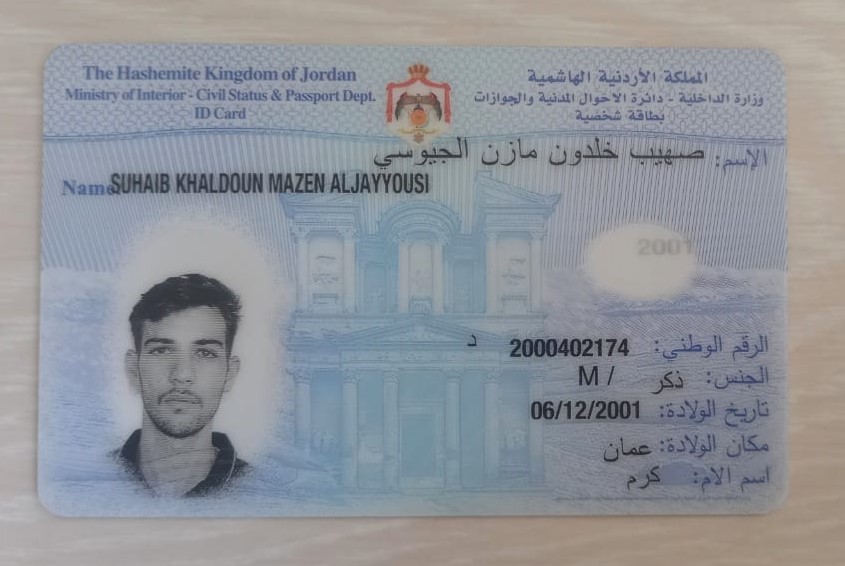 The Hashemite Kingdom of Jordan
Ministry of Interior - Civil Status & Passport Dept.
ID Card
المملكة الأردنية الهاشمية
وزارة الداخلية - دائرة الاحوال المدنية والجوازات
بطاقة شخصية
الإسم: صهيب خلدون مازن الجيوسي
Name SUHAIB KHALDOUN MAZEN ALJAYYOUSI
2001
الرقم الوطني: 2000402174 د
الجنس: ذكر / M
تاريخ الولادة: 06/12/2001
مكان الولادة: عمان
اسم الام: كرم